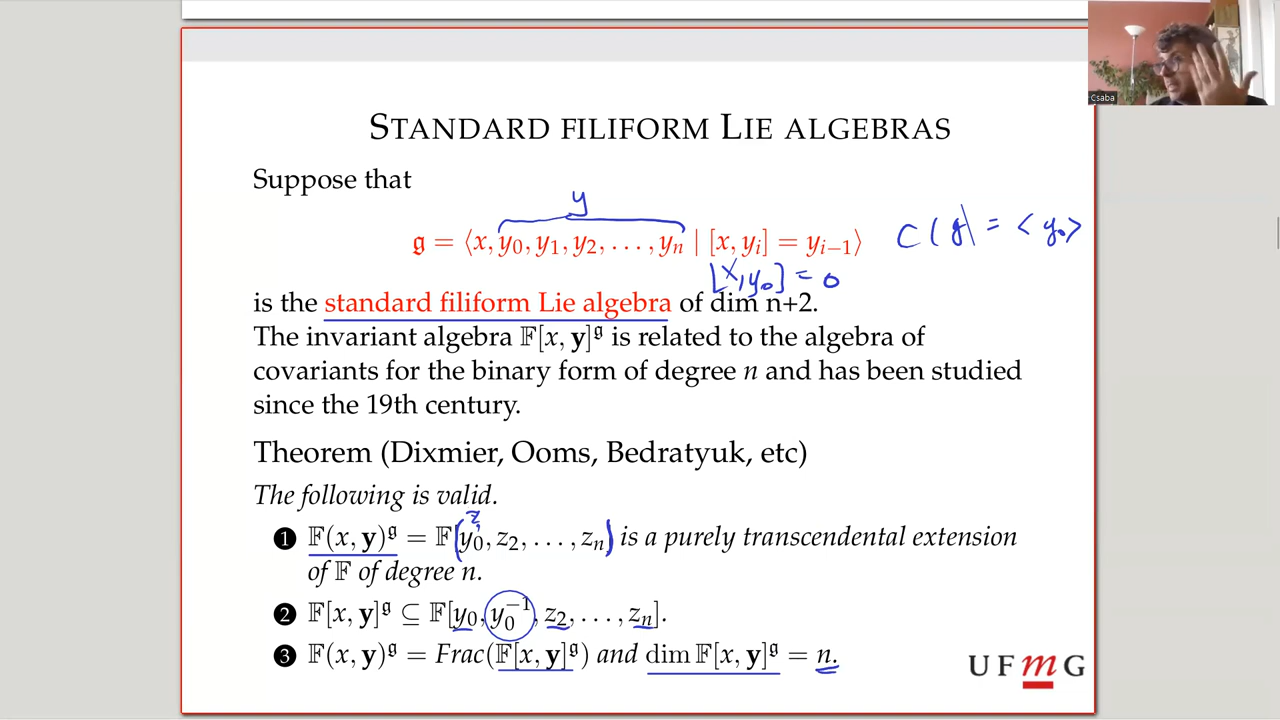 STANDARD FILIFORM LIE ALGEBRAS
Suppose that
y
𝔤 = ⟨x, y₀, y₁, y₂, . . . , yₙ | [x, yᵢ] = yᵢ₋₁⟩ C(g) = <y₀>
[x, y₀] = 0
is the standard filiform Lie algebra of dim n+2.
The invariant algebra 𝔽[x, 𝐲]^𝔤 is related to the algebra of
covariants for the binary form of degree n and has been studied
since the 19th century.
Theorem (Dixmier, Ooms, Bedratyuk, etc)
The following is valid.
z₁
1 𝔽(x, 𝐲)^𝔤 = 𝔽(y₀, z₂, . . . , zₙ) is a purely transcendental extension
of 𝔽 of degree n.
2 𝔽[x, 𝐲]^𝔤 ⊆ 𝔽[y₀, y₀⁻¹, z₂, . . . , zₙ].
3 𝔽(x, 𝐲)^𝔤 = Frac(𝔽[x, 𝐲]^𝔤) and dim 𝔽[x, 𝐲]^𝔤 = n.
UFmG
Csaba